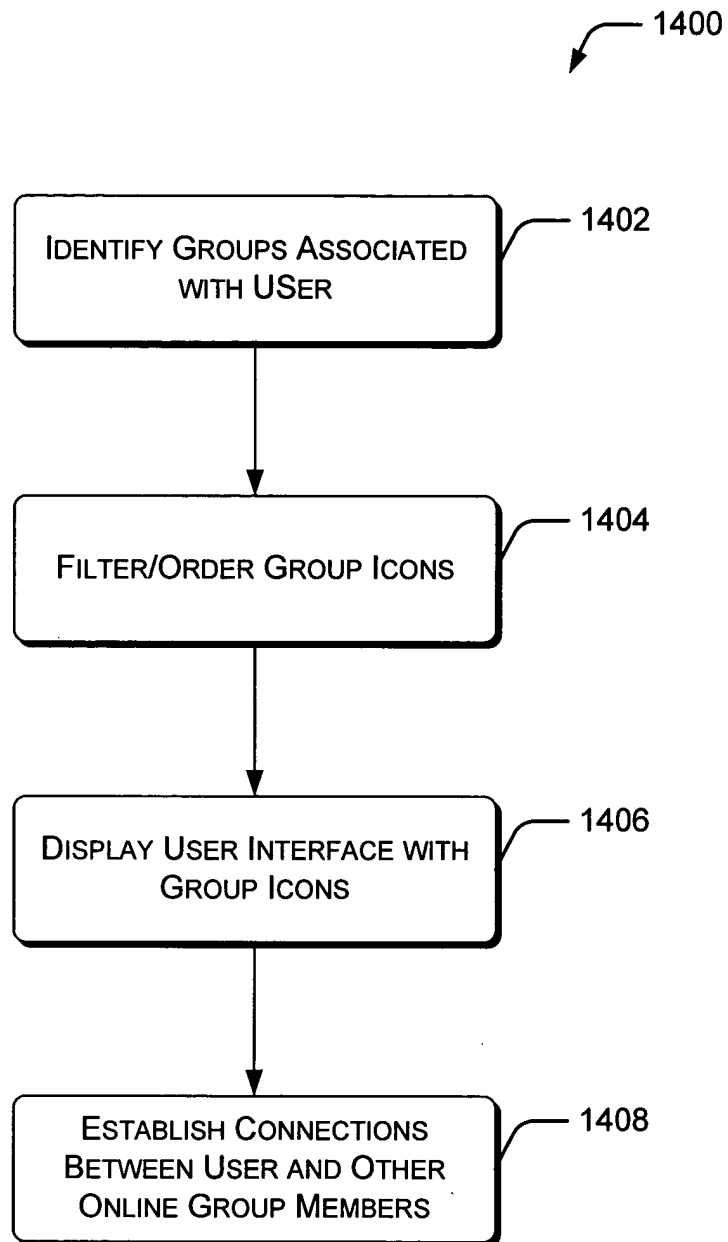 1400
IDENTIFY GROUPS ASSOCIATED
WITH USER
1402
FILTER/ORDER GROUP ICONS
1404
DISPLAY USER INTERFACE WITH
GROUP ICONS
1406
ESTABLISH CONNECTIONS
BETWEEN USER AND OTHER
ONLINE GROUP MEMBERS
1408